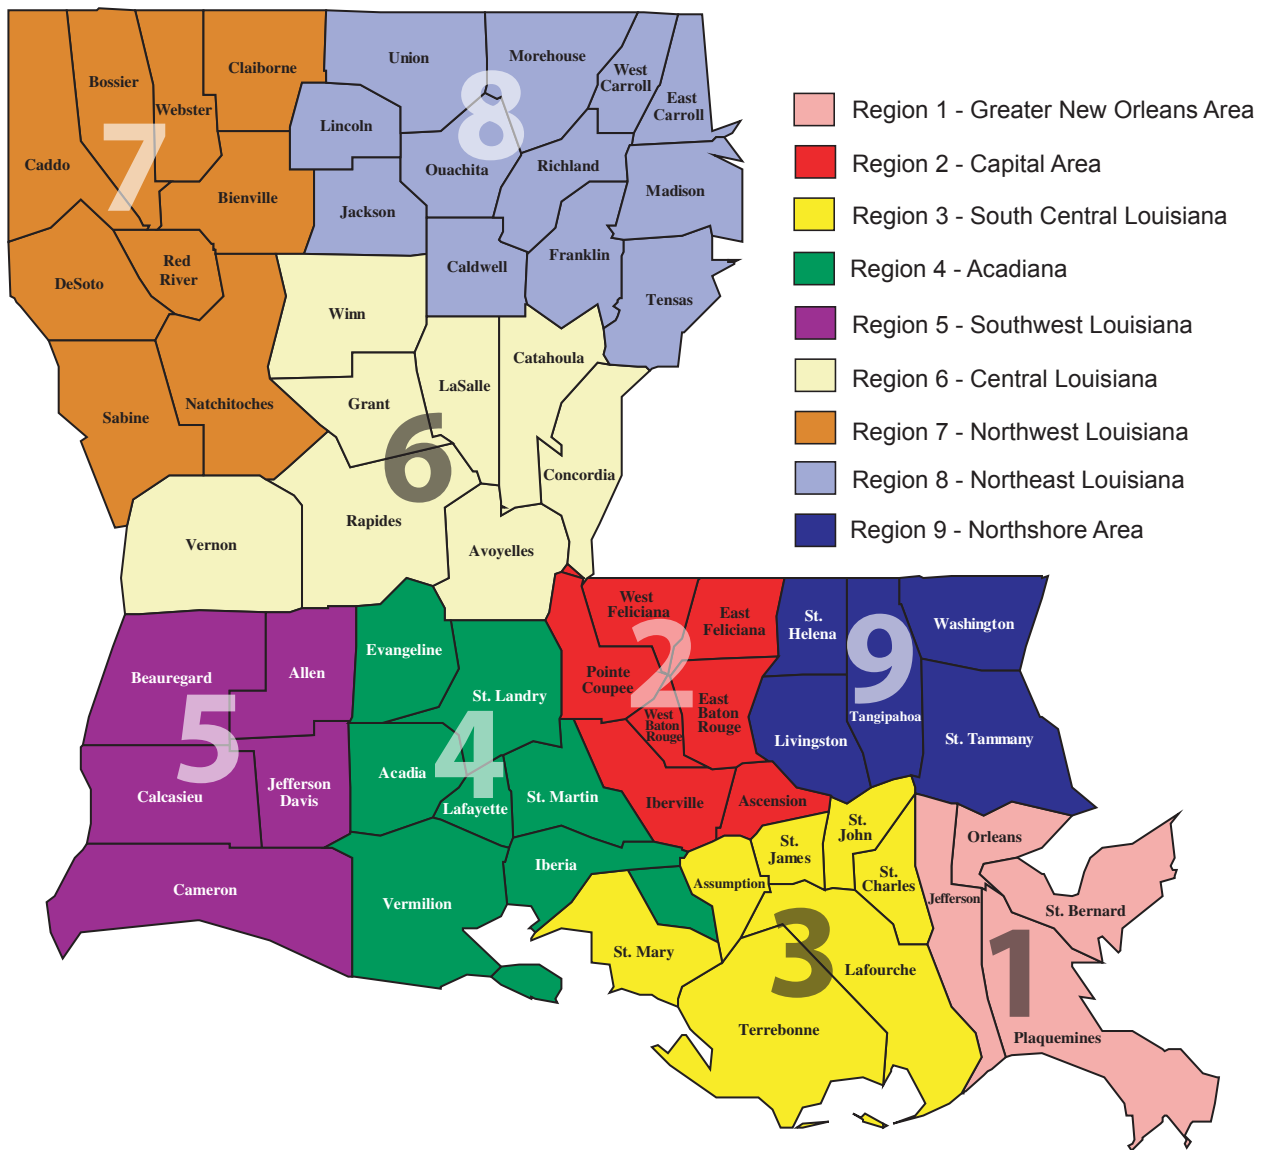 Union
Morehouse
Claiborne
Bossier
West
Carroll
Webster
East
Carroll
8
Lincoln
7
Caddo
Ouachita
Richland
Madison
Bienville
Jackson
Red
River
Caldwell
Franklin
DeSoto
Tensas
Winn
Catahoula
LaSalle
Grant
Natchitoches
Sabine
6
Concordia
Rapides
Vernon
Avoyelles
West
Feliciana
East
Feliciana
St.
Helena
Washington
9
2
Evangeline
Allen
Beauregard
Pointe
Coupee
St. Landry
East
Baton
Rouge
West
Baton
Rouge
Tangipahoa
5
4
Livingston
St. Tammany
Acadia
Jefferson
Davis
Calcasieu
St. Martin
Lafayette
Iberville
Ascension
St.
John
Orleans
St.
James
Iberia
St.
Charles
Assumption
Cameron
Vermilion
Jefferson
St. Bernard
St. Mary
3
1
Lafourche
Terrebonne
Plaquemines
Region 1 - Greater New Orleans Area
Region 2 - Capital Area
Region 3 - South Central Louisiana
Region 4 - Acadiana
Region 5 - Southwest Louisiana
Region 6 - Central Louisiana
Region 7 - Northwest Louisiana
Region 8 - Northeast Louisiana
Region 9 - Northshore Area